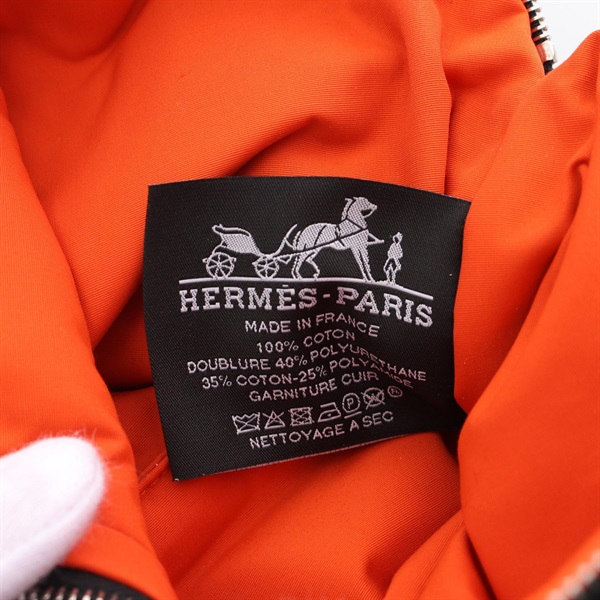 HERMÈS-PARIS
MADE IN FRANCE
100% COTON
DOUBLURE 40% POLYURETHANE
35% COTON-25% POLYAMIDE
GARNITURE CUIR
P
NETTOYAGE A SEC